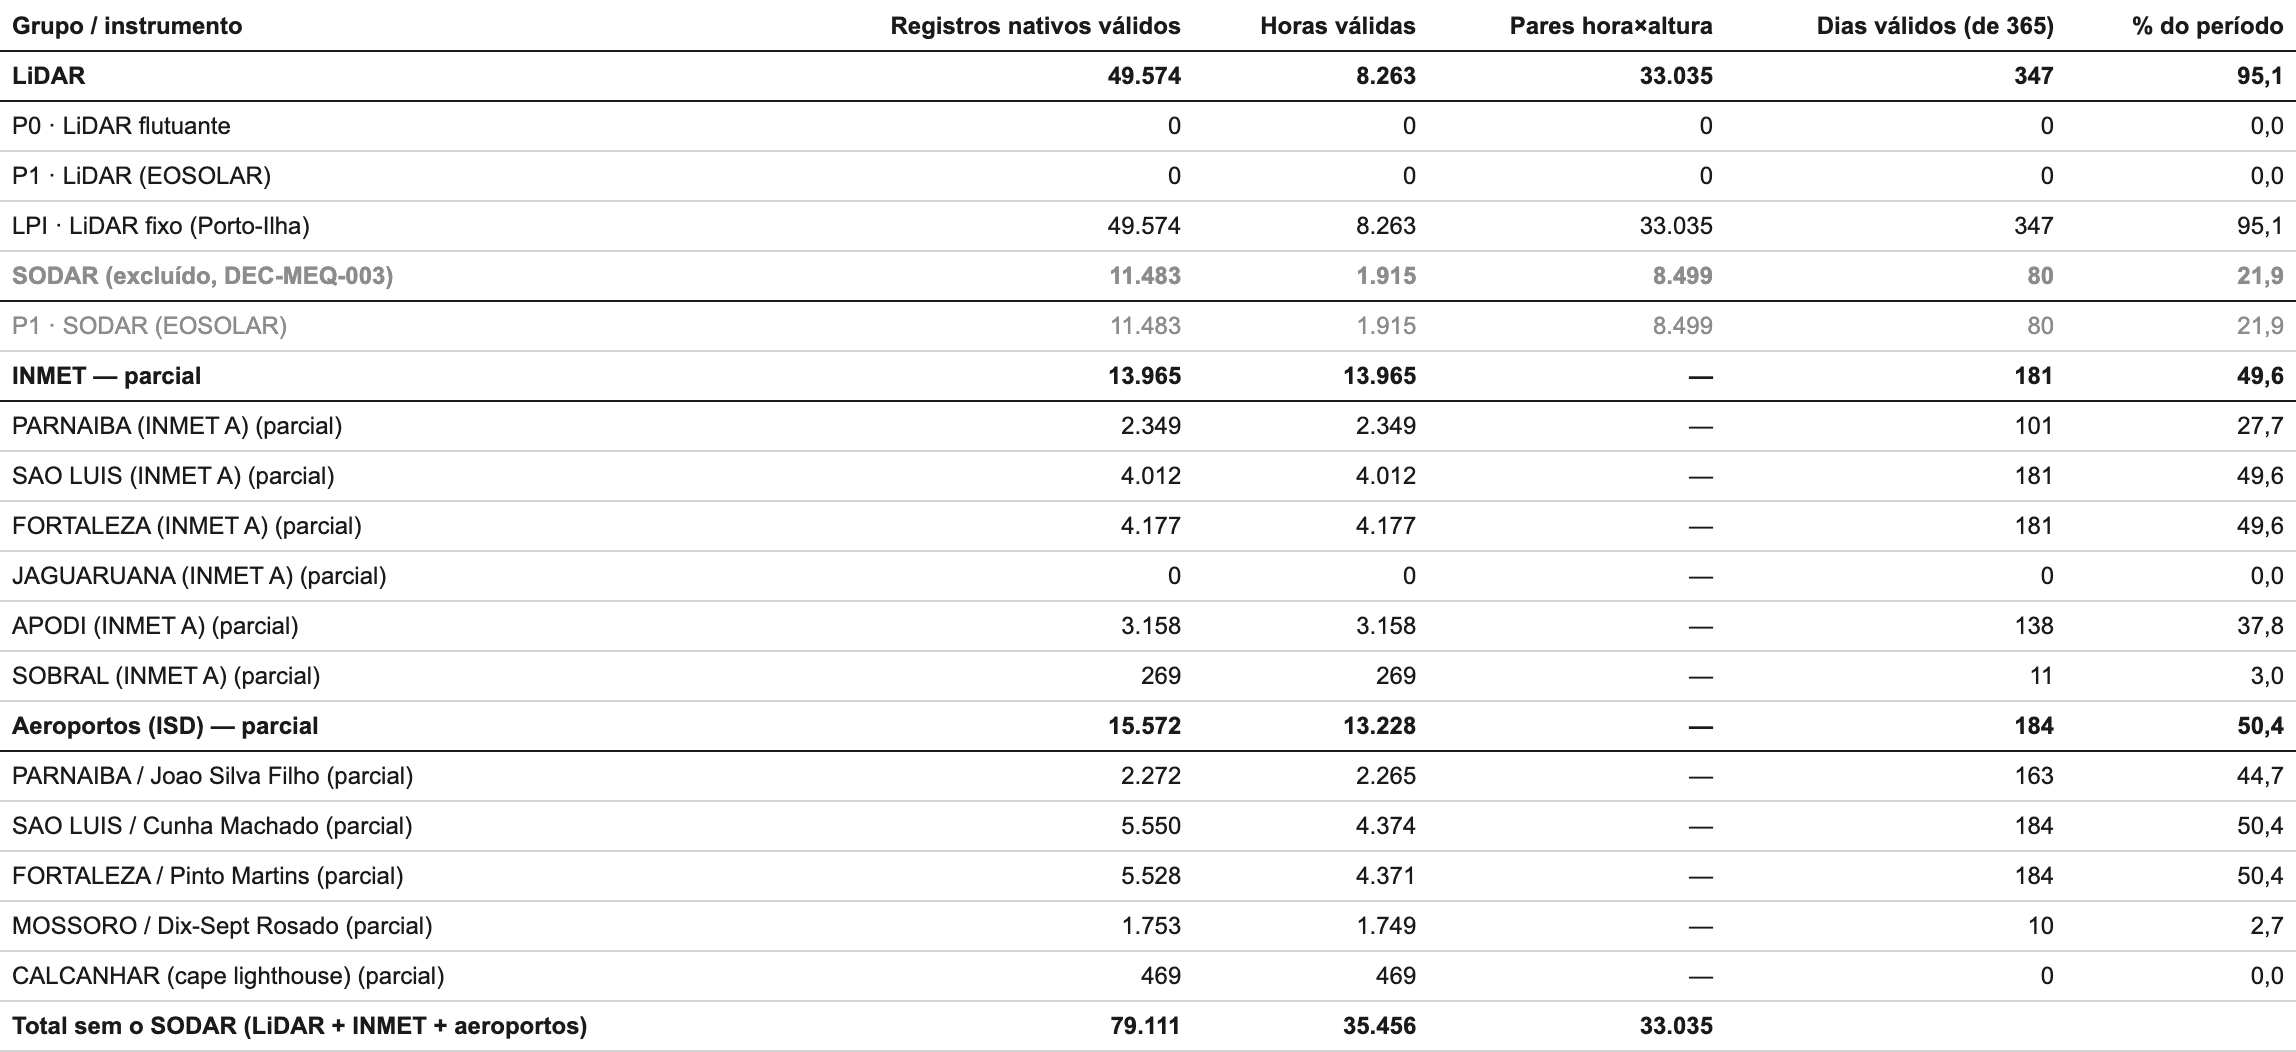 Grupo / instrumento Registros nativos válidos Horas válidas Pares hora×altura Dias válidos (de 365) % do período
LiDAR 49.574 8.263 33.035 347 95,1
P0 · LiDAR flutuante 0 0 0 0 0,0
P1 · LiDAR (EOSOLAR) 0 0 0 0 0,0
LPI · LiDAR fixo (Porto-Ilha) 49.574 8.263 33.035 347 95,1
SODAR (excluído, DEC-MEQ-003) 11.483 1.915 8.499 80 21,9
P1 · SODAR (EOSOLAR) 11.483 1.915 8.499 80 21,9
INMET — parcial 13.965 13.965 — 181 49,6
PARNAIBA (INMET A) (parcial) 2.349 2.349 — 101 27,7
SAO LUIS (INMET A) (parcial) 4.012 4.012 — 181 49,6
FORTALEZA (INMET A) (parcial) 4.177 4.177 — 181 49,6
JAGUARUANA (INMET A) (parcial) 0 0 — 0 0,0
APODI (INMET A) (parcial) 3.158 3.158 — 138 37,8
SOBRAL (INMET A) (parcial) 269 269 — 11 3,0
Aeroportos (ISD) — parcial 15.572 13.228 — 184 50,4
PARNAIBA / Joao Silva Filho (parcial) 2.272 2.265 — 163 44,7
SAO LUIS / Cunha Machado (parcial) 5.550 4.374 — 184 50,4
FORTALEZA / Pinto Martins (parcial) 5.528 4.371 — 184 50,4
MOSSORO / Dix-Sept Rosado (parcial) 1.753 1.749 — 10 2,7
CALCANHAR (cape lighthouse) (parcial) 469 469 — 0 0,0
Total sem o SODAR (LiDAR + INMET + aeroportos) 79.111 35.456 33.035